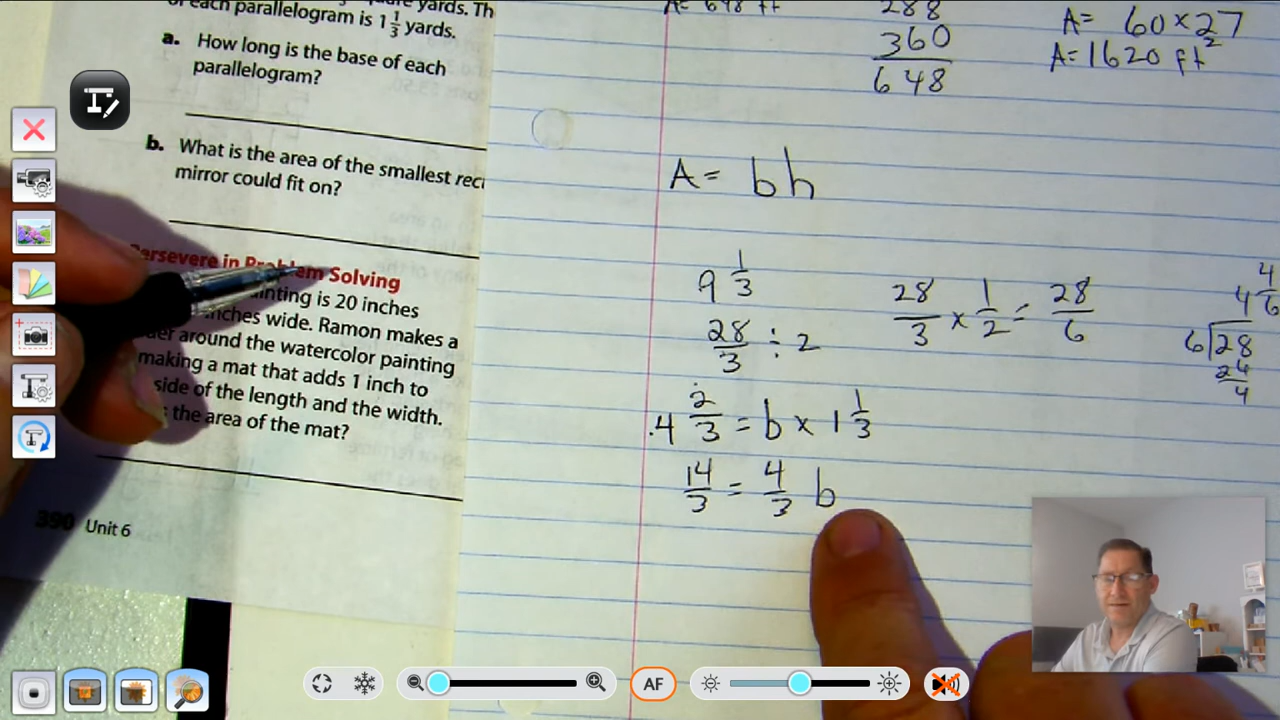 yards. Th
each parallelogram is 1 1/3 yards.
a. How long is the base of each
parallelogram?
b. What is the area of the smallest rec
mirror could fit on?
Persevere in Problem Solving
is 20 inches
wide. Ramon makes a
around the watercolor painting
making a mat that adds 1 inch to
side of the length and the width.
the area of the mat?
390 Unit 6
288
360
648
A= 60 × 27
A= 1620 ft²
A= bh
9 1/3
28/3 ÷ 2
4 2/3 = b × 1 1/3
14/3 = 4/3 b
28/3 × 1/2 = 28/6
4 4/6
6)28
24
4
AF